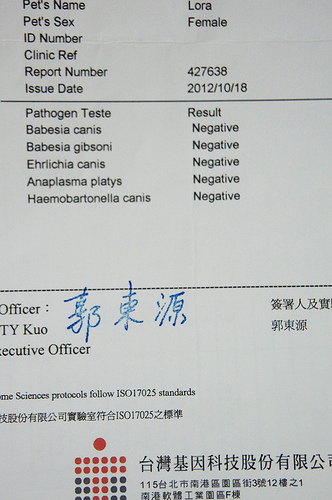 Pet's Name Lora
Pet's Sex Female
ID Number
Clinic Ref
Report Number 427638
Issue Date 2012/10/18
Pathogen Teste Result
Babesia canis Negative
Babesia gibsoni Negative
Ehrlichia canis Negative
Anaplasma platys Negative
Haemobartonella canis Negative
Officer： 郭東源 簽署人及實
TY Kuo 郭東源
xecutive Officer
ome Sciences protocols follow ISO17025 standards
技股份有限公司實驗室符合ISO17025之標準
台灣基因科技股份有限公
115台北市南港區園區街3號12樓之1
南港軟體工業園區F棟